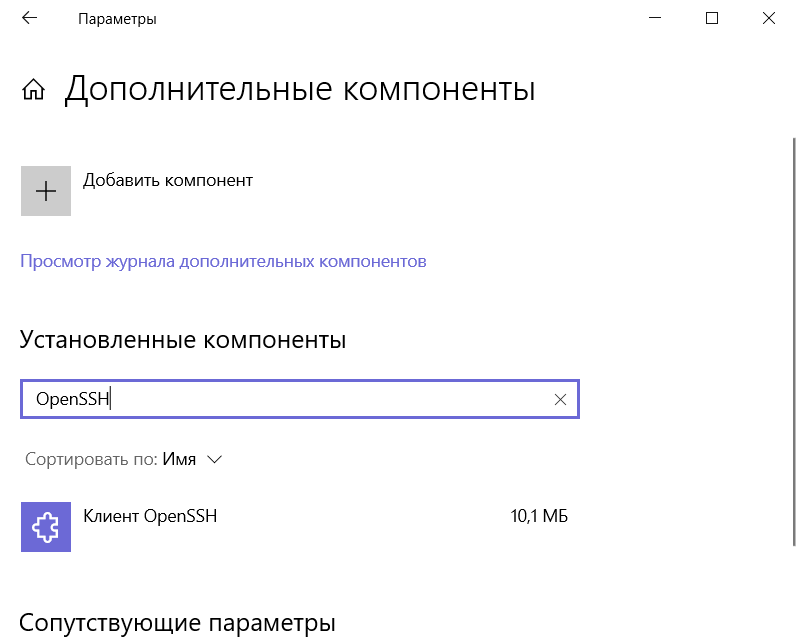 Параметры
Дополнительные компоненты
Добавить компонент
Просмотр журнала дополнительных компонентов
Установленные компоненты
OpenSSH
Сортировать по: Имя
Клиент OpenSSH 10,1 МБ
Сопутствующие параметры